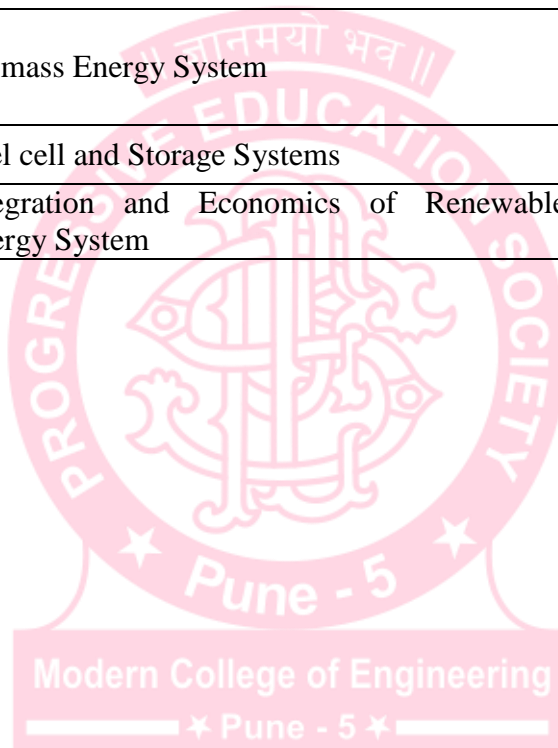 ॥ ज्ञानमयो भव ॥
mass Energy System
PROGRESSIVE EDUCATION SOCIETY
el cell and Storage Systems
egration and Economics of Renewable
ergy System
Pune - 5
Modern College of Engineering
Pune - 5